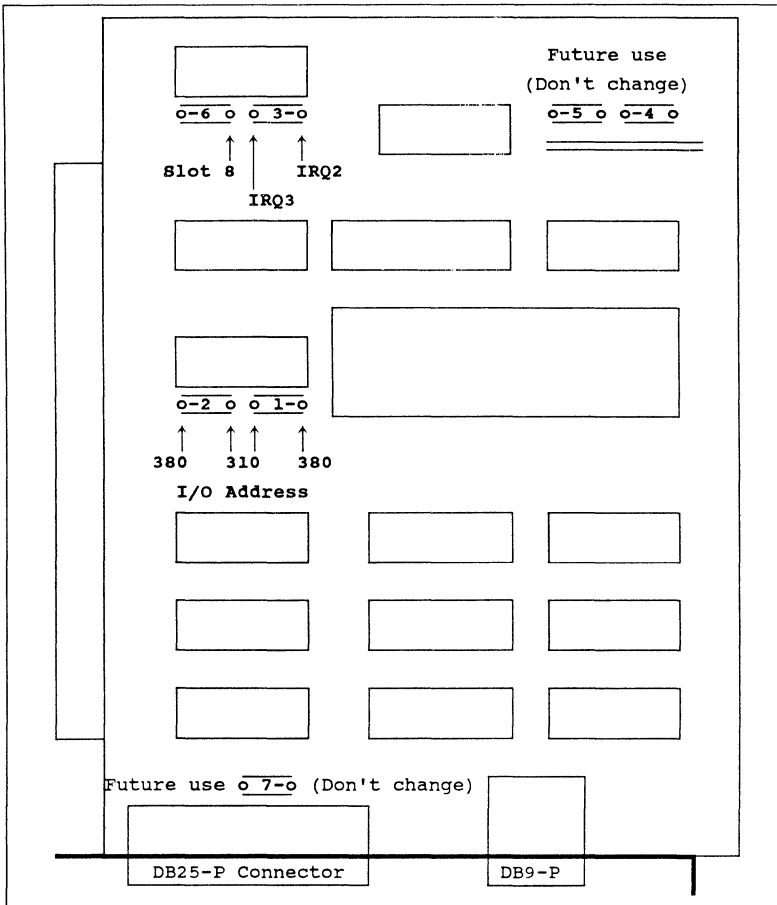 Future use
(Don't change)
o-6 o o 3-o
o-5 o o-4 o
Slot 8
IRQ2
IRQ3
o-2 o o 1-o
380 310 380
I/O Address
Future use o 7-o (Don't change)
DB25-P Connector
DB9-P